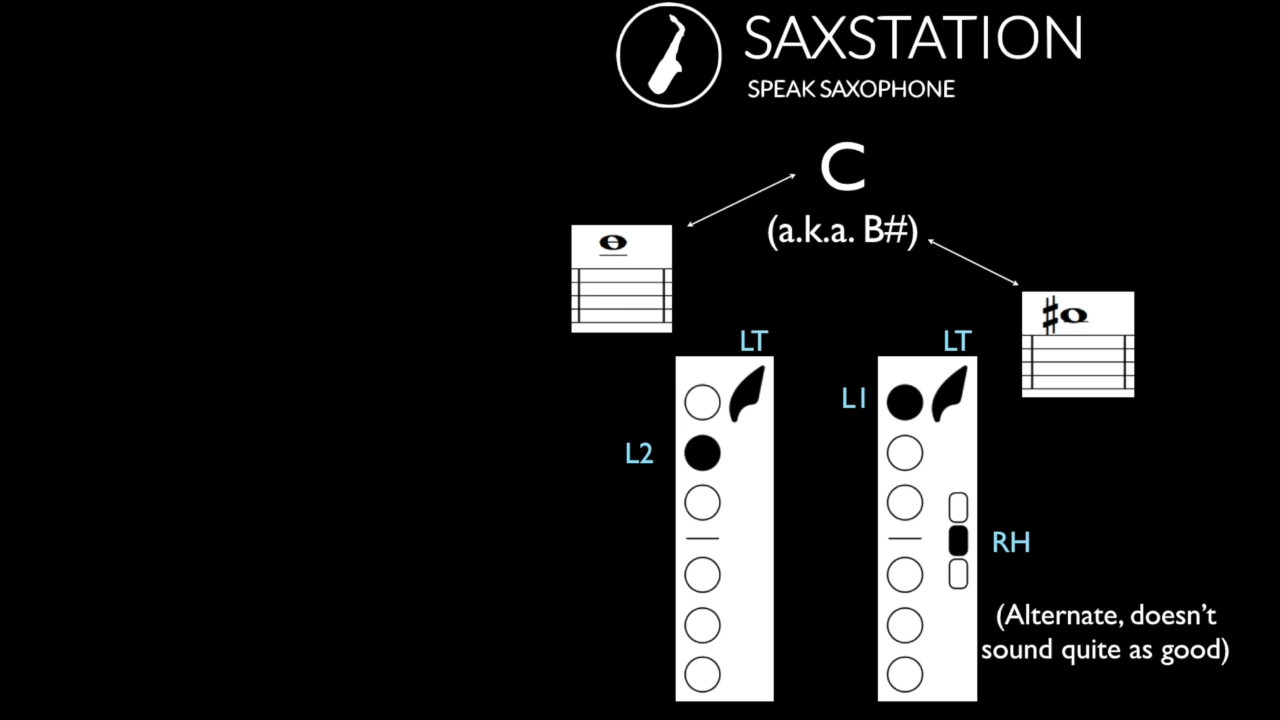 SAXSTATION
SPEAK SAXOPHONE
C
(a.k.a. B#)
LT
LT
L1
L2
RH
(Alternate, doesn't
sound quite as good)